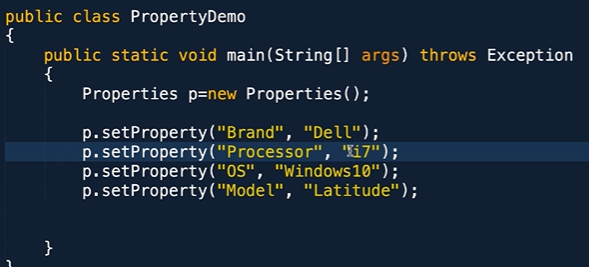 public class PropertyDemo
{
    public static void main(String[] args) throws Exception
    {
        Properties p=new Properties();

        p.setProperty("Brand", "Dell");
        p.setProperty("Processor", "i7");
        p.setProperty("OS", "Windows10");
        p.setProperty("Model", "Latitude");

    }
}